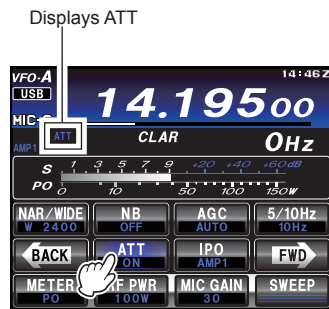 Displays ATT
VFO-A
14:46Z
USB
14.19500
MIC-
ATT
AMP1
CLAR
0Hz
S 1 3 5 7 9 +20 +40 +60dB
PO 0 10 50 100 150W
NAR/WIDE NB AGC 5/10Hz
W 2400 OFF AUTO 10Hz
BACK ATT IPO FWD
ON AMP1
METER RF PWR MIC GAIN SWEEP
PO 100W 30